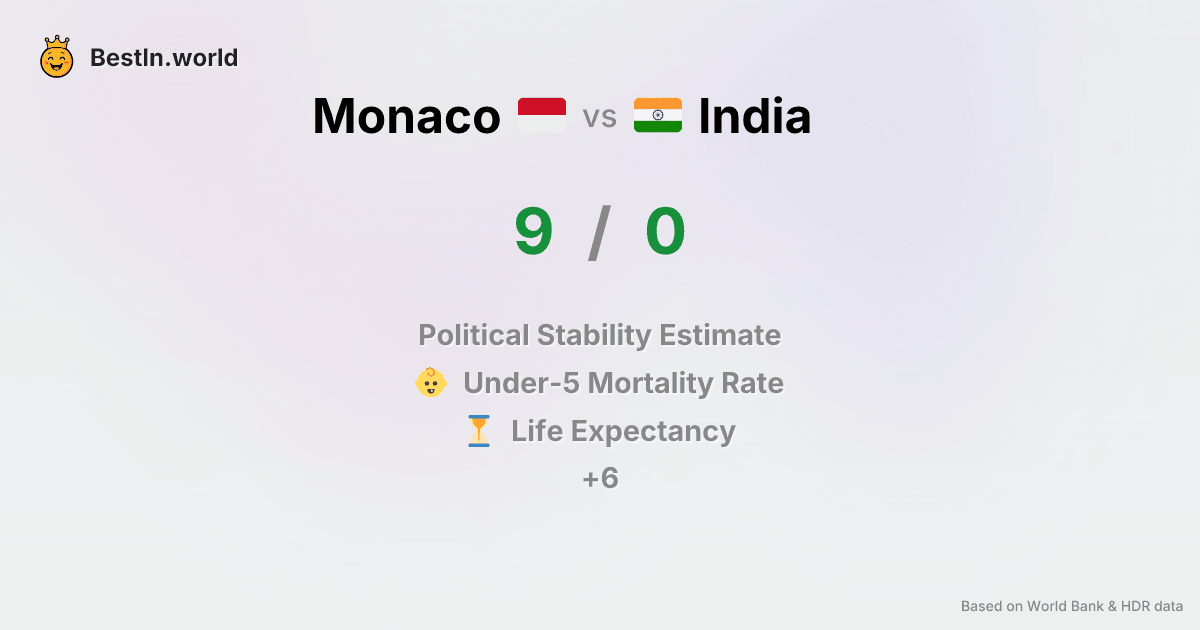 BestIn.world
Monaco vs India
9 / 0
Political Stability Estimate
Under-5 Mortality Rate
Life Expectancy
+6
Based on World Bank & HDR data